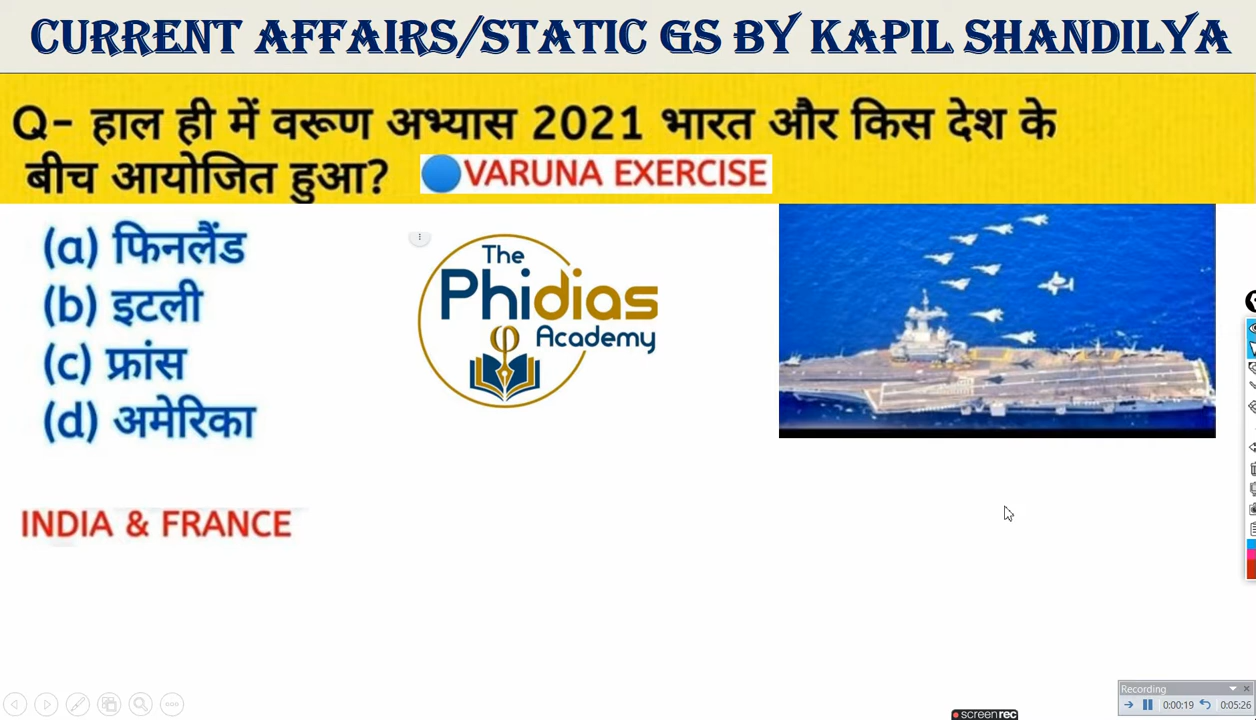 CURRENT AFFAIRS/STATIC GS BY KAPIL SHANDILYA
Q- हाल ही में वरूण अभ्यास 2021 भारत और किस देश के
बीच आयोजित हुआ? VARUNA EXERCISE
(a) फिनलैंड
(b) इटली
(c) फ्रांस
(d) अमेरिका
The
Phidias
φ Academy
INDIA & FRANCE
Recording
0:00:19 0:05:26
screenrec